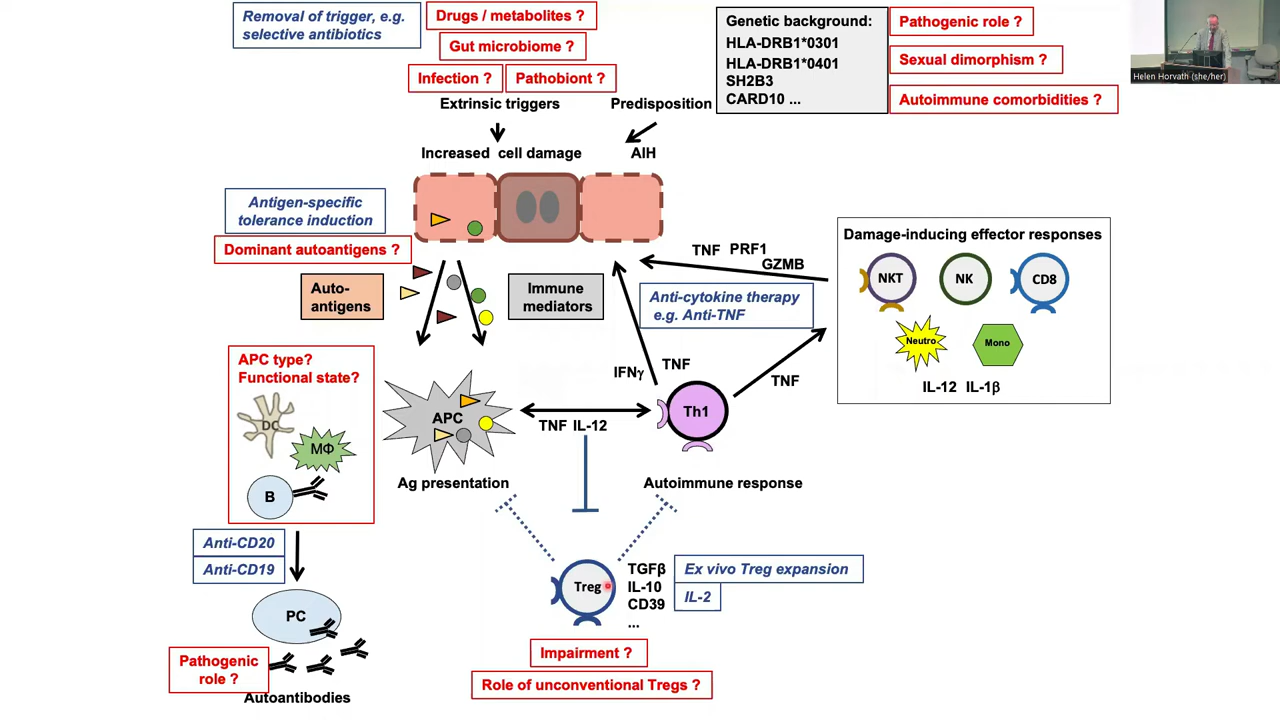 Removal of trigger, e.g.
selective antibiotics
Drugs / metabolites ?
Gut microbiome ?
Infection ?
Pathobiont ?
Extrinsic triggers
Predisposition
Genetic background:
HLA-DRB1*0301
HLA-DRB1*0401
SH2B3
CARD10 ...
Pathogenic role ?
Sexual dimorphism ?
Autoimmune comorbidities ?
Helen Horvath (she/her)
Increased cell damage
AIH
Antigen-specific
tolerance induction
Dominant autoantigens ?
Auto-
antigens
Immune
mediators
TNF PRF1
GZMB
Anti-cytokine therapy
e.g. Anti-TNF
Damage-inducing effector responses
NKT
NK
CD8
Neutro
Mono
IL-12 IL-1β
APC type?
Functional state?
DC
MΦ
B
APC
TNF IL-12
IFNγ
TNF
Th1
TNF
Ag presentation
Autoimmune response
Anti-CD20
Anti-CD19
PC
Pathogenic
role ?
Autoantibodies
Treg
TGFβ
IL-10
CD39
...
Ex vivo Treg expansion
IL-2
Impairment ?
Role of unconventional Tregs ?